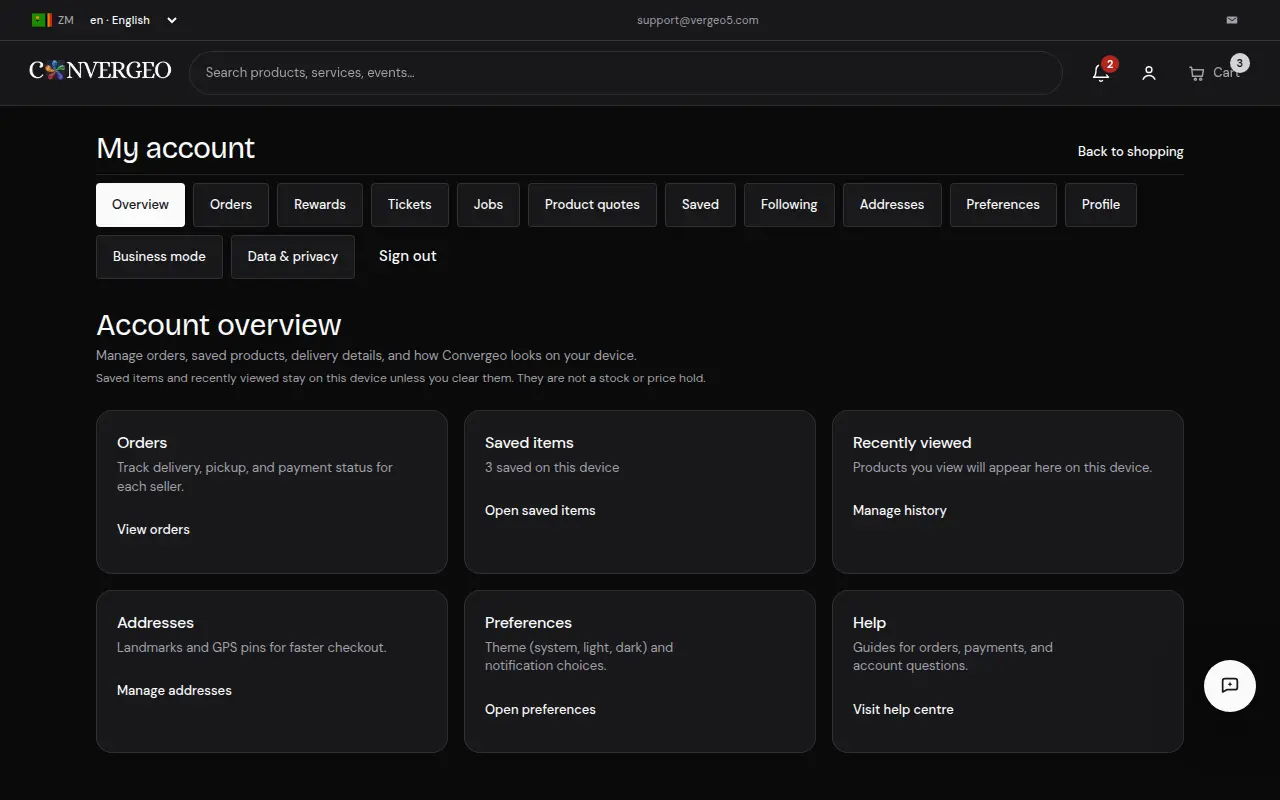 ZM en · English support@vergeo5.com
CONVERGEO Search products, services, events... 2 Cart 3
My account Back to shopping
Overview Orders Rewards Tickets Jobs Product quotes Saved Following Addresses Preferences Profile
Business mode Data & privacy Sign out
Account overview
Manage orders, saved products, delivery details, and how Convergeo looks on your device.
Saved items and recently viewed stay on this device unless you clear them. They are not a stock or price hold.
Orders
Track delivery, pickup, and payment status for
each seller.
View orders
Saved items
3 saved on this device
Open saved items
Recently viewed
Products you view will appear here on this device.
Manage history
Addresses
Landmarks and GPS pins for faster checkout.
Manage addresses
Preferences
Theme (system, light, dark) and
notification choices.
Open preferences
Help
Guides for orders, payments, and
account questions.
Visit help centre